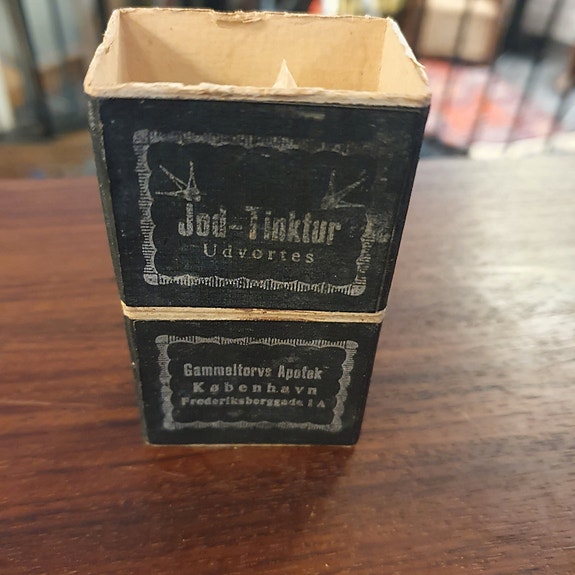 Jod-Tinktur
Udvortes
Gammeltorvs Apotek
København
Frederiksberggade 1 A